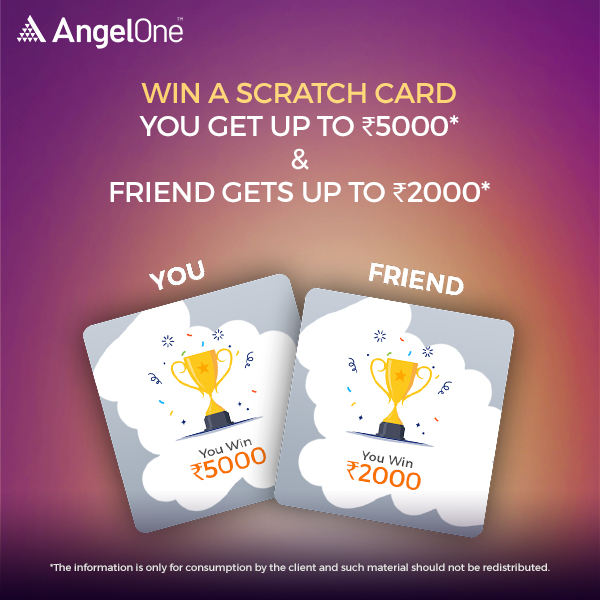 AngelOne™
WIN A SCRATCH CARD
YOU GET UP TO ₹5000*
&
FRIEND GETS UP TO ₹2000*
YOU
FRIEND
You Win
₹5000
You Win
₹2000
*The information is only for consumption by the client and such material should not be redistributed.